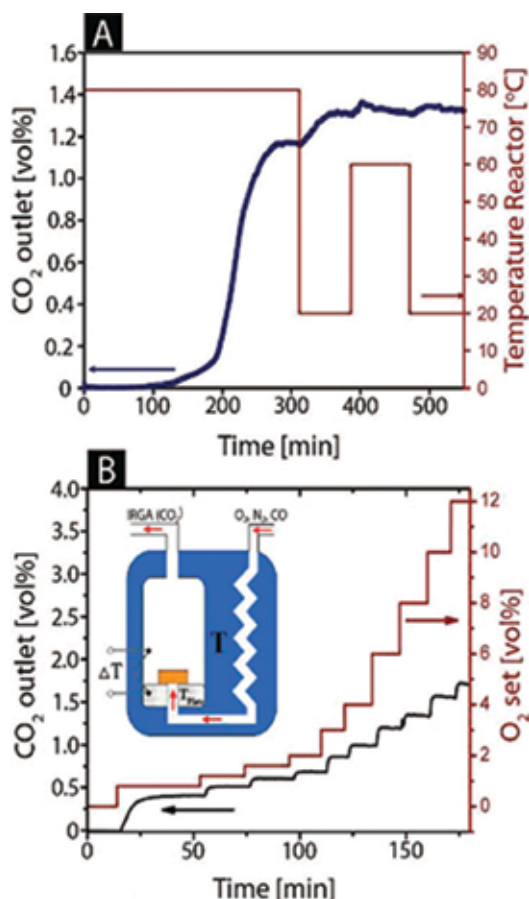 A
CO₂ outlet [vol%]
1.6
1.4
1.2
1.0
0.8
0.6
0.4
0.2
0
0 100 200 300 400 500
Time [min]
90
80
70
60
50
40
30
20
10
0
Temperature Reactor [°C]
B
CO₂ outlet [vol%]
4.0
3.5
3.0
2.5
2.0
1.5
1.0
0.5
0
IRGA (CO₂)
O₂, N₂, CO
T
ΔT
0 50 100 150
Time [min]
12
10
8
6
4
2
0
O₂ set [vol%]